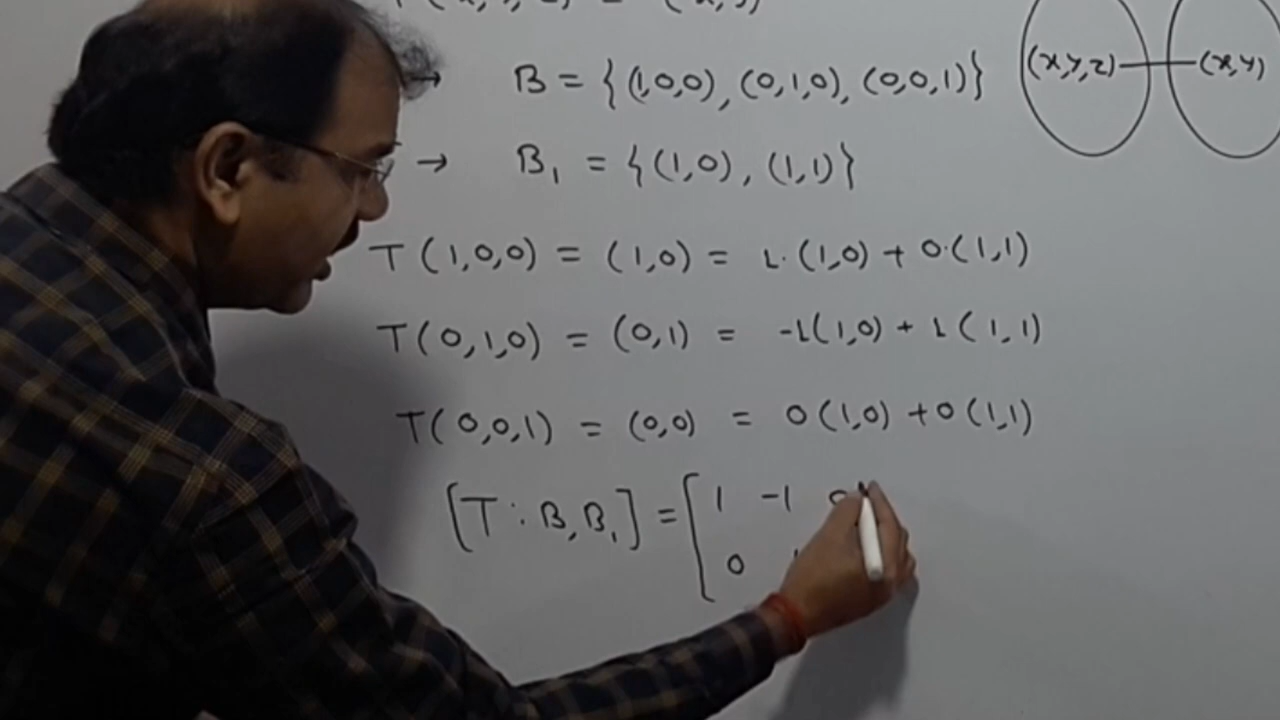 B = {(1,0,0), (0,1,0), (0,0,1)}
(x,y,z) (x,y)
→ B₁ = {(1,0), (1,1)}
T(1,0,0) = (1,0) = 1·(1,0) + 0·(1,1)
T(0,1,0) = (0,1) = -1(1,0) + 1(1,1)
T(0,0,1) = (0,0) = 0(1,0) + 0(1,1)
[T : B, B₁] = [1 -1 0
0